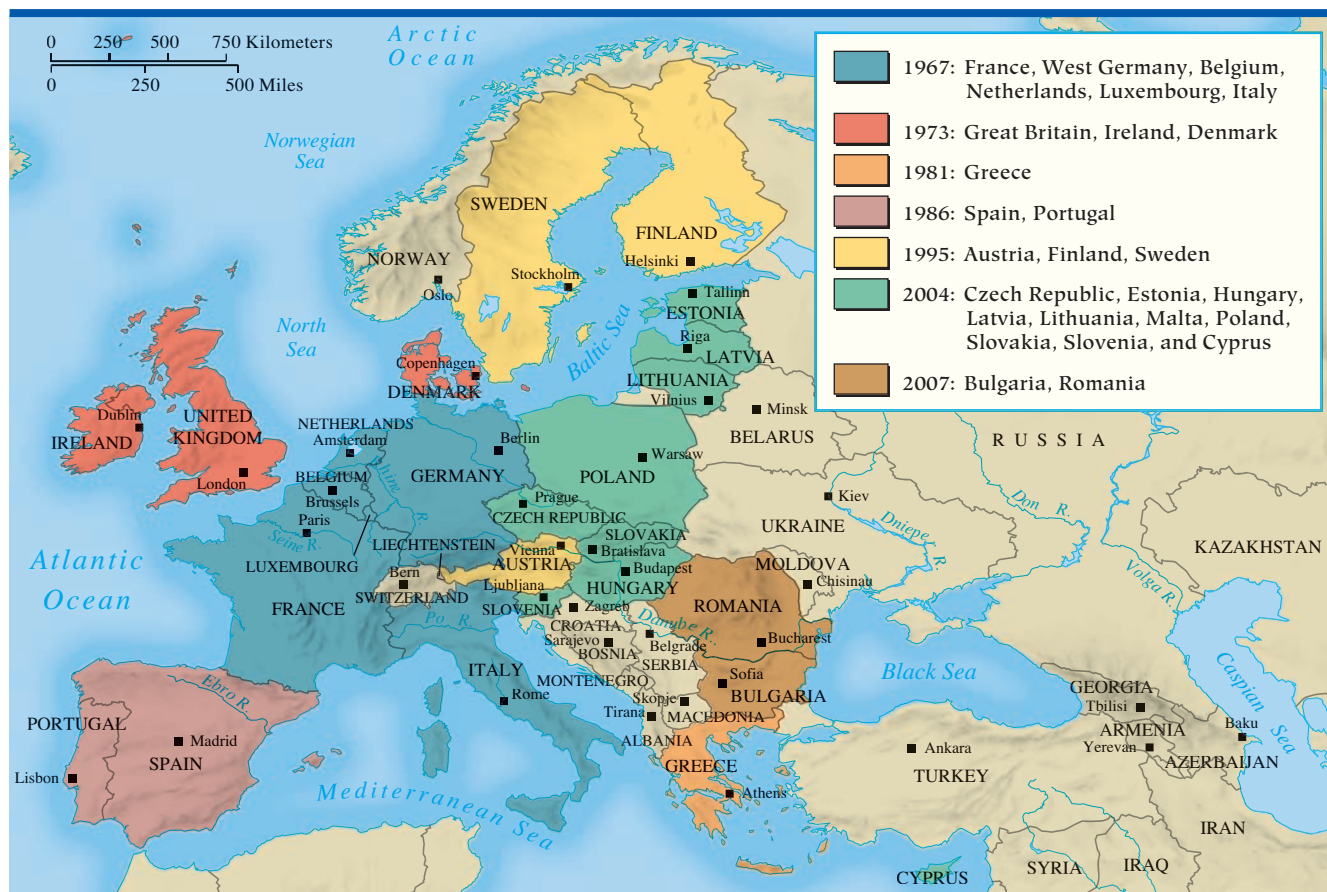 0 250 500 750 Kilometers
0 250 500 Miles
Arctic
Ocean
1967: France, West Germany, Belgium,
Netherlands, Luxembourg, Italy
1973: Great Britain, Ireland, Denmark
1981: Greece
1986: Spain, Portugal
1995: Austria, Finland, Sweden
2004: Czech Republic, Estonia, Hungary,
Latvia, Lithuania, Malta, Poland,
Slovakia, Slovenia, and Cyprus
2007: Bulgaria, Romania
Norwegian
Sea
SWEDEN
FINLAND
NORWAY
Helsinki
Stockholm
Oslo
Tallinn
ESTONIA
North
Sea
Baltic Sea
Riga
LATVIA
Copenhagen
DENMARK
LITHUANIA
Vilnius
Minsk
BELARUS
RUSSIA
Dublin
IRELAND
UNITED
KINGDOM
London
NETHERLANDS
Amsterdam
Berlin
GERMANY
Rhine R.
BELGIUM
Brussels
Warsaw
POLAND
Paris
Seine R.
Prague
CZECH REPUBLIC
Kiev
UKRAINE
Dnieper R.
Don R.
Volga R.
KAZAKHSTAN
SLOVAKIA
Bratislava
LUXEMBOURG
LIECHTENSTEIN
Vienna
AUSTRIA
Budapest
HUNGARY
MOLDOVA
Chisinau
Atlantic
Ocean
FRANCE
Bern
SWITZERLAND
Ljubljana
SLOVENIA
Zagreb
CROATIA
Po R.
Danube R.
ROMANIA
Bucharest
Sarajevo
BOSNIA
Belgrade
SERBIA
ITALY
Rome
MONTENEGRO
Sofia
BULGARIA
Black Sea
Caspian Sea
Skopje
MACEDONIA
Tirana
ALBANIA
GEORGIA
Tbilisi
ARMENIA
Yerevan
Baku
AZERBAIJAN
Ebro R.
PORTUGAL
Madrid
SPAIN
Lisbon
GREECE
Athens
Ankara
TURKEY
Mediterranean Sea
CYPRUS
SYRIA
IRAQ
IRAN